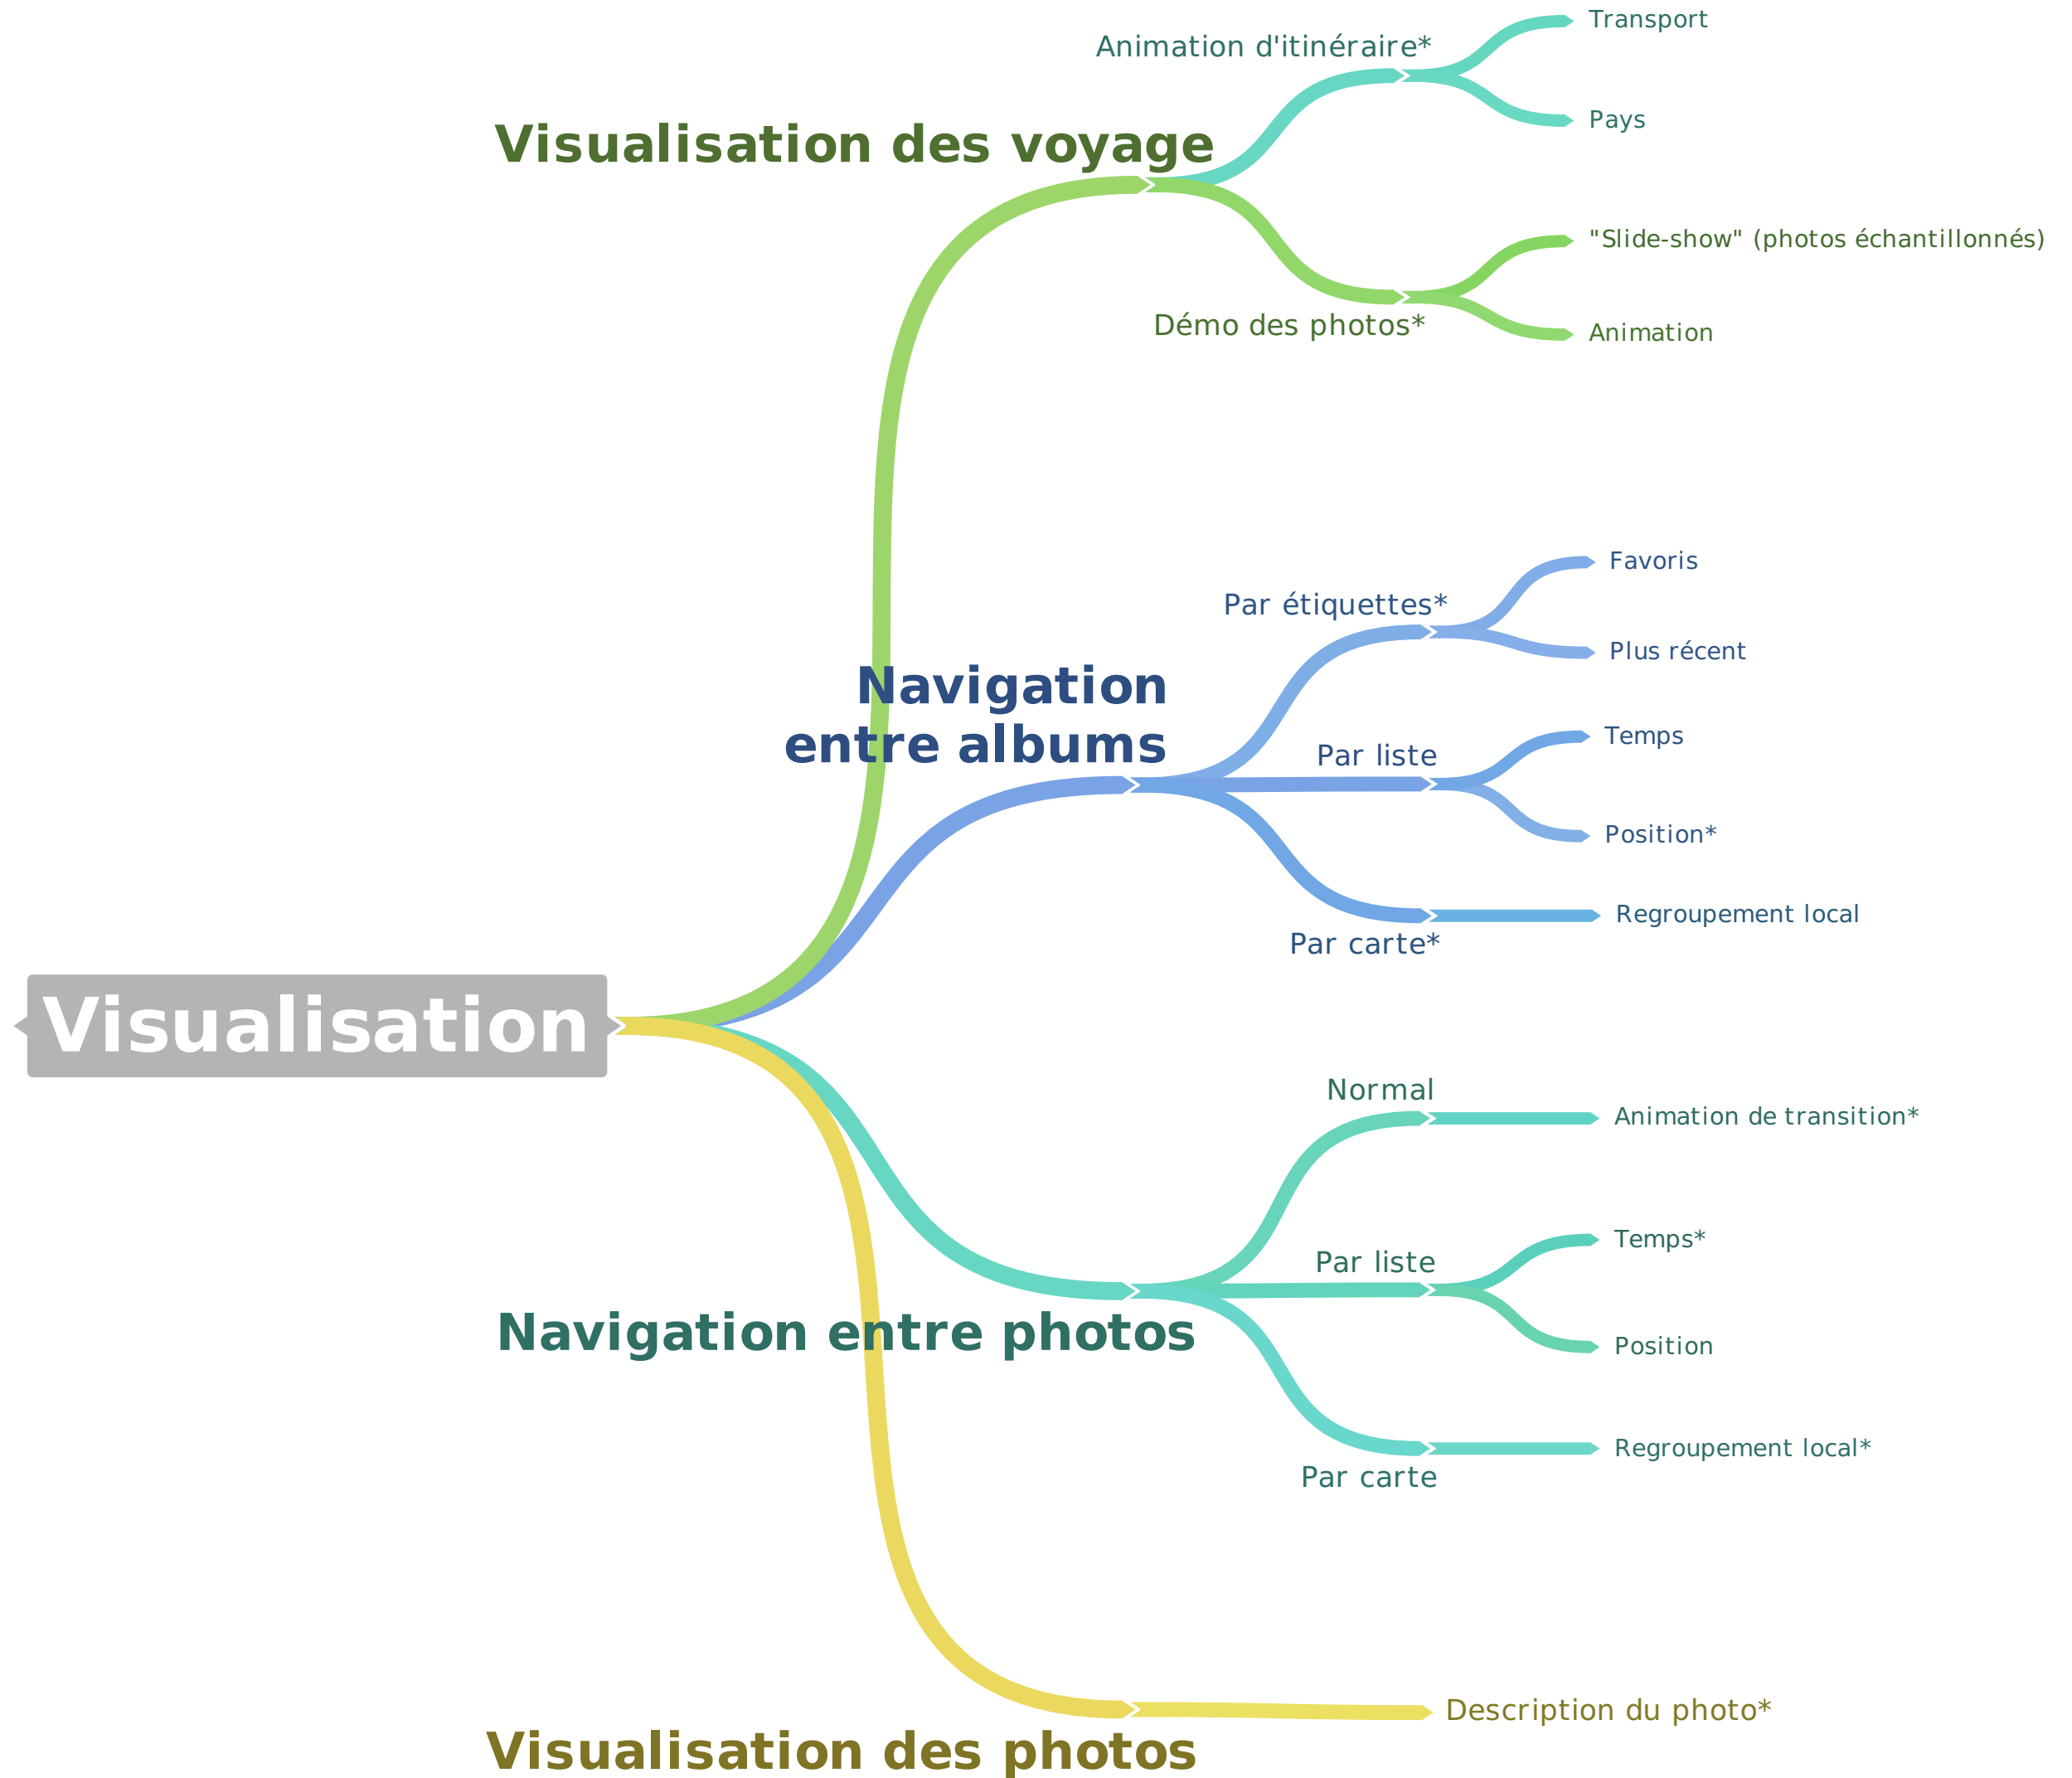 Transport
Animation d'itinéraire*
Pays
Visualisation des voyage
"Slide-show" (photos échantillonnés)
Démo des photos*
Animation
Favoris
Par étiquettes*
Plus récent
Navigation
entre albums
Temps
Par liste
Position*
Regroupement local
Par carte*
Visualisation
Normal
Animation de transition*
Temps*
Par liste
Navigation entre photos
Position
Regroupement local*
Par carte
Description du photo*
Visualisation des photos